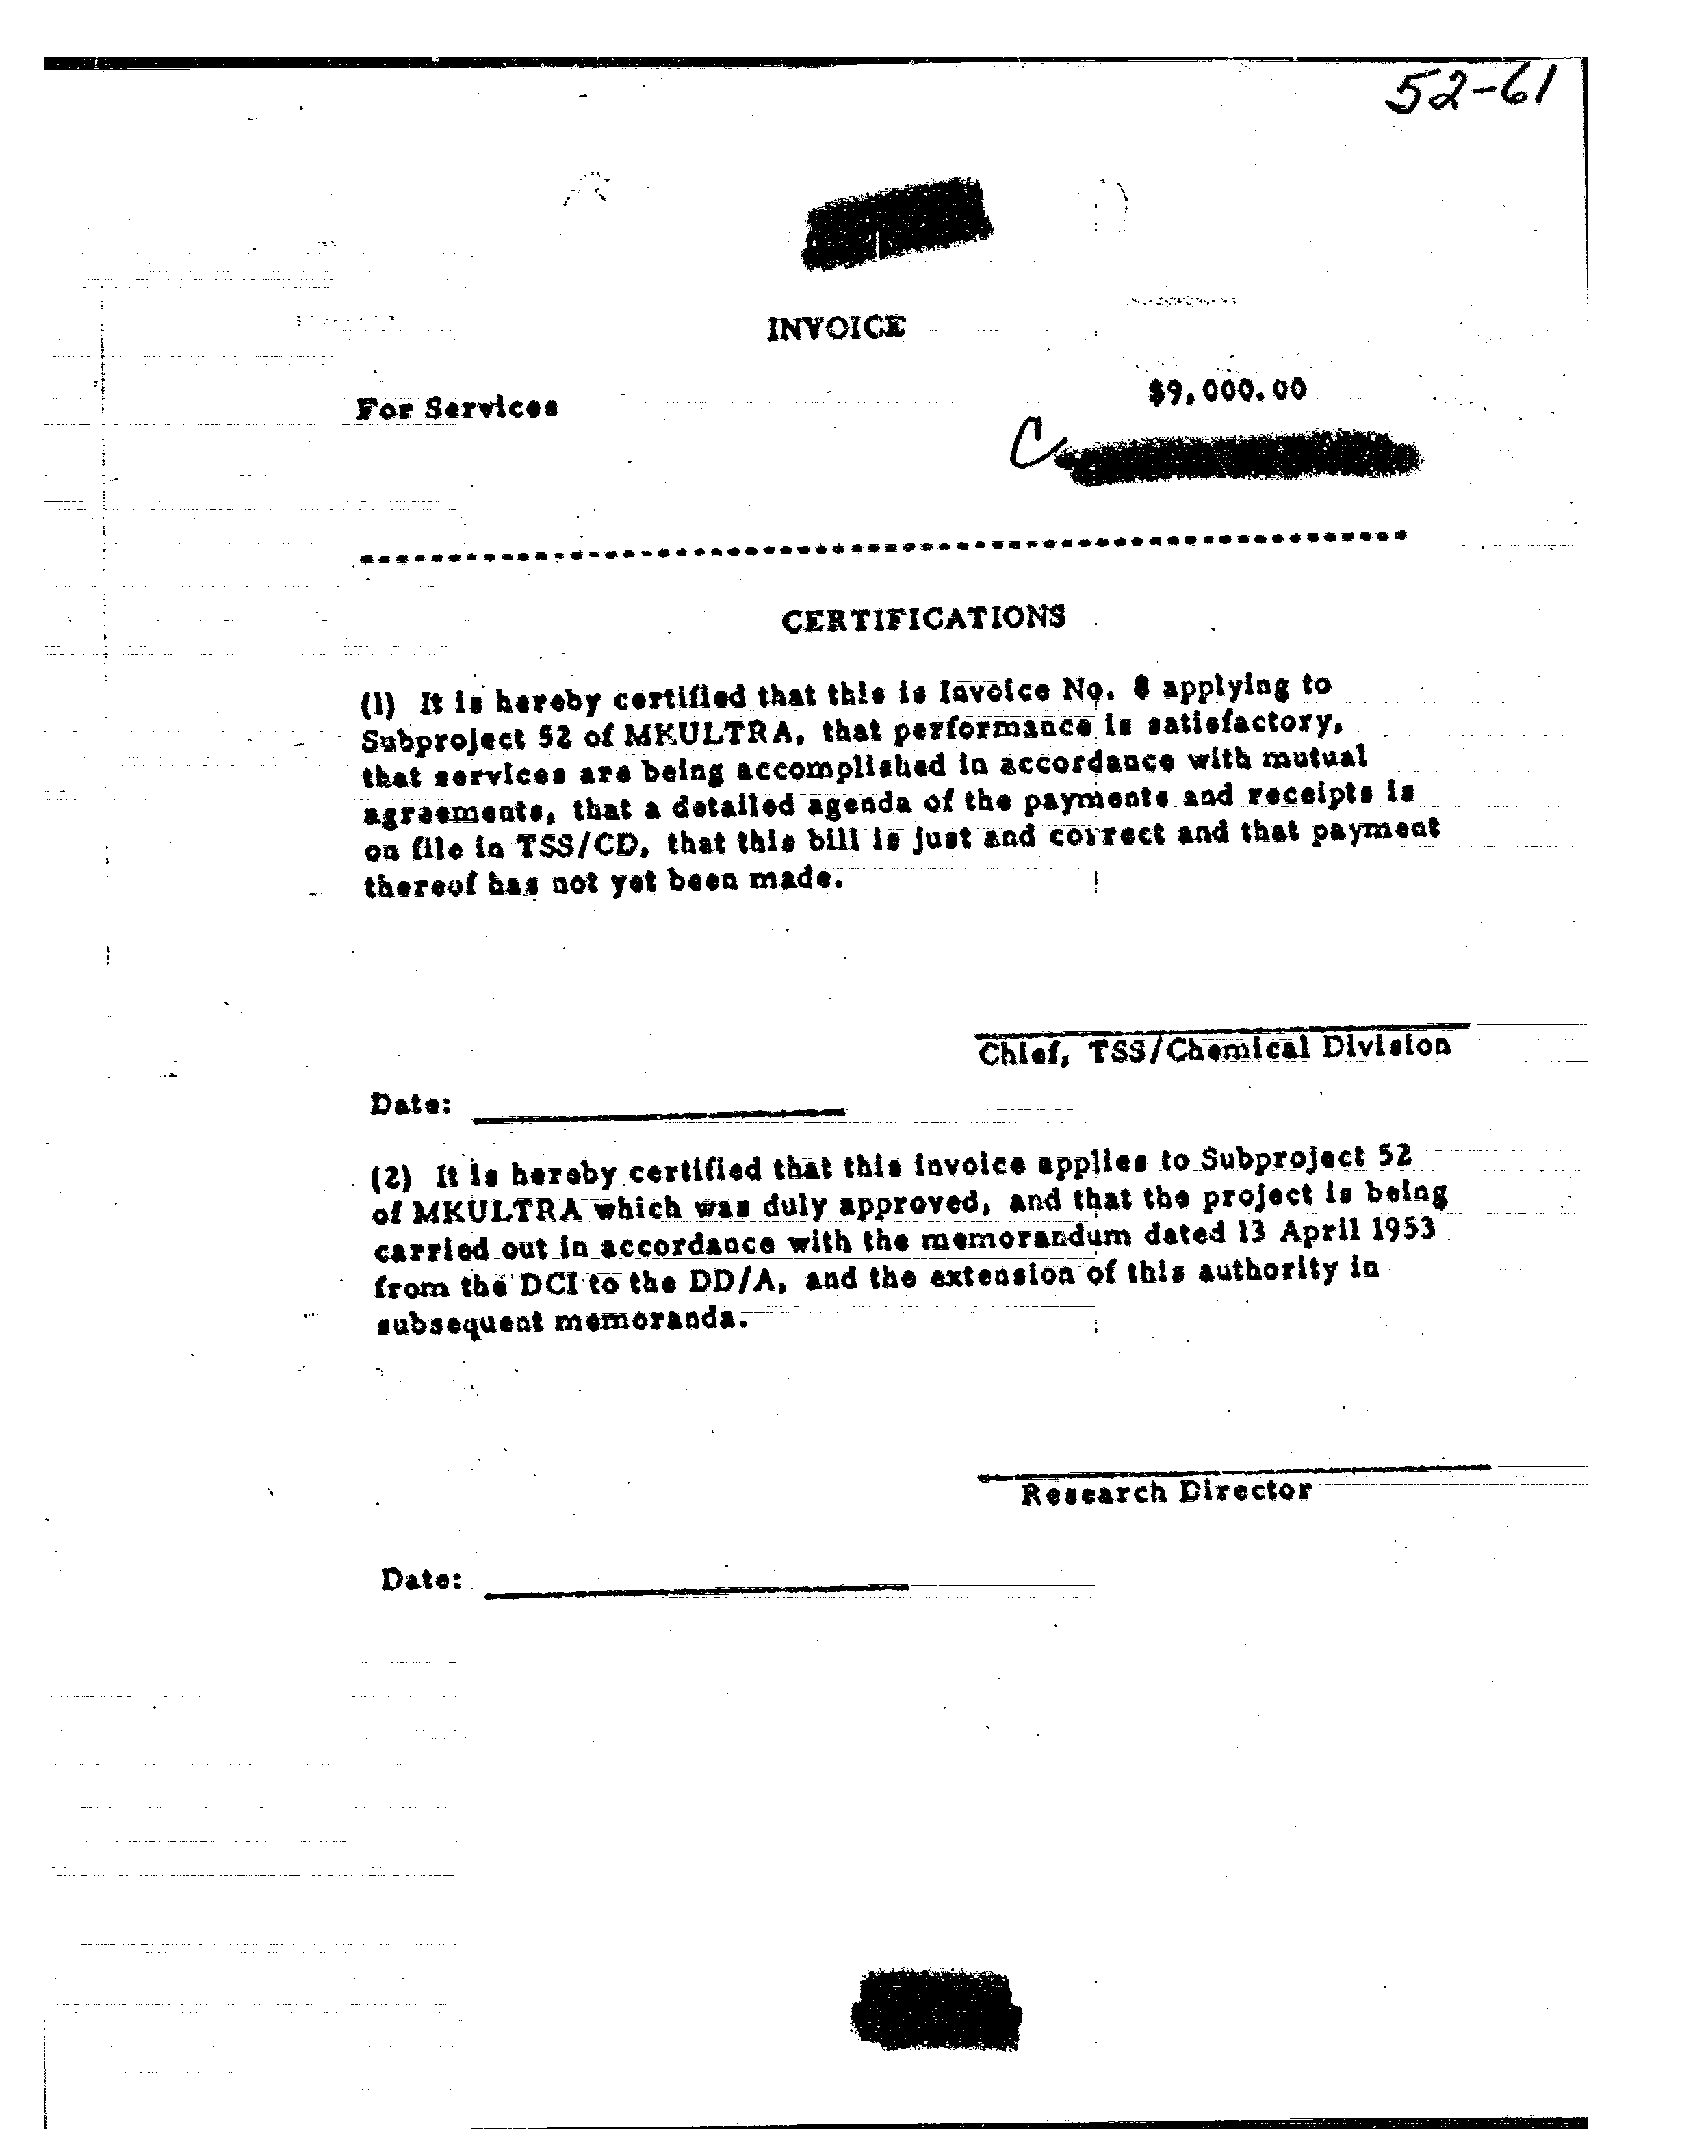 52-61
INVOICE
For Services
$9,000.00
C
CERTIFICATIONS
(1) It is hereby certified that this is Invoice No. 8 applying to
Subproject 52 of MKULTRA, that performance is satisfactory,
that services are being accomplished in accordance with mutual
agreements, that a detailed agenda of the payments and receipts is
on file in TSS/CD, that this bill is just and correct and that payment
thereof has not yet been made.
Chief, TSS/Chemical Division
Date:
(2) It is hereby certified that this invoice applies to Subproject 52
of MKULTRA which was duly approved, and that the project is being
carried out in accordance with the memorandum dated 13 April 1953
from the DCI to the DD/A, and the extension of this authority in
subsequent memoranda.
Research Director
Date: